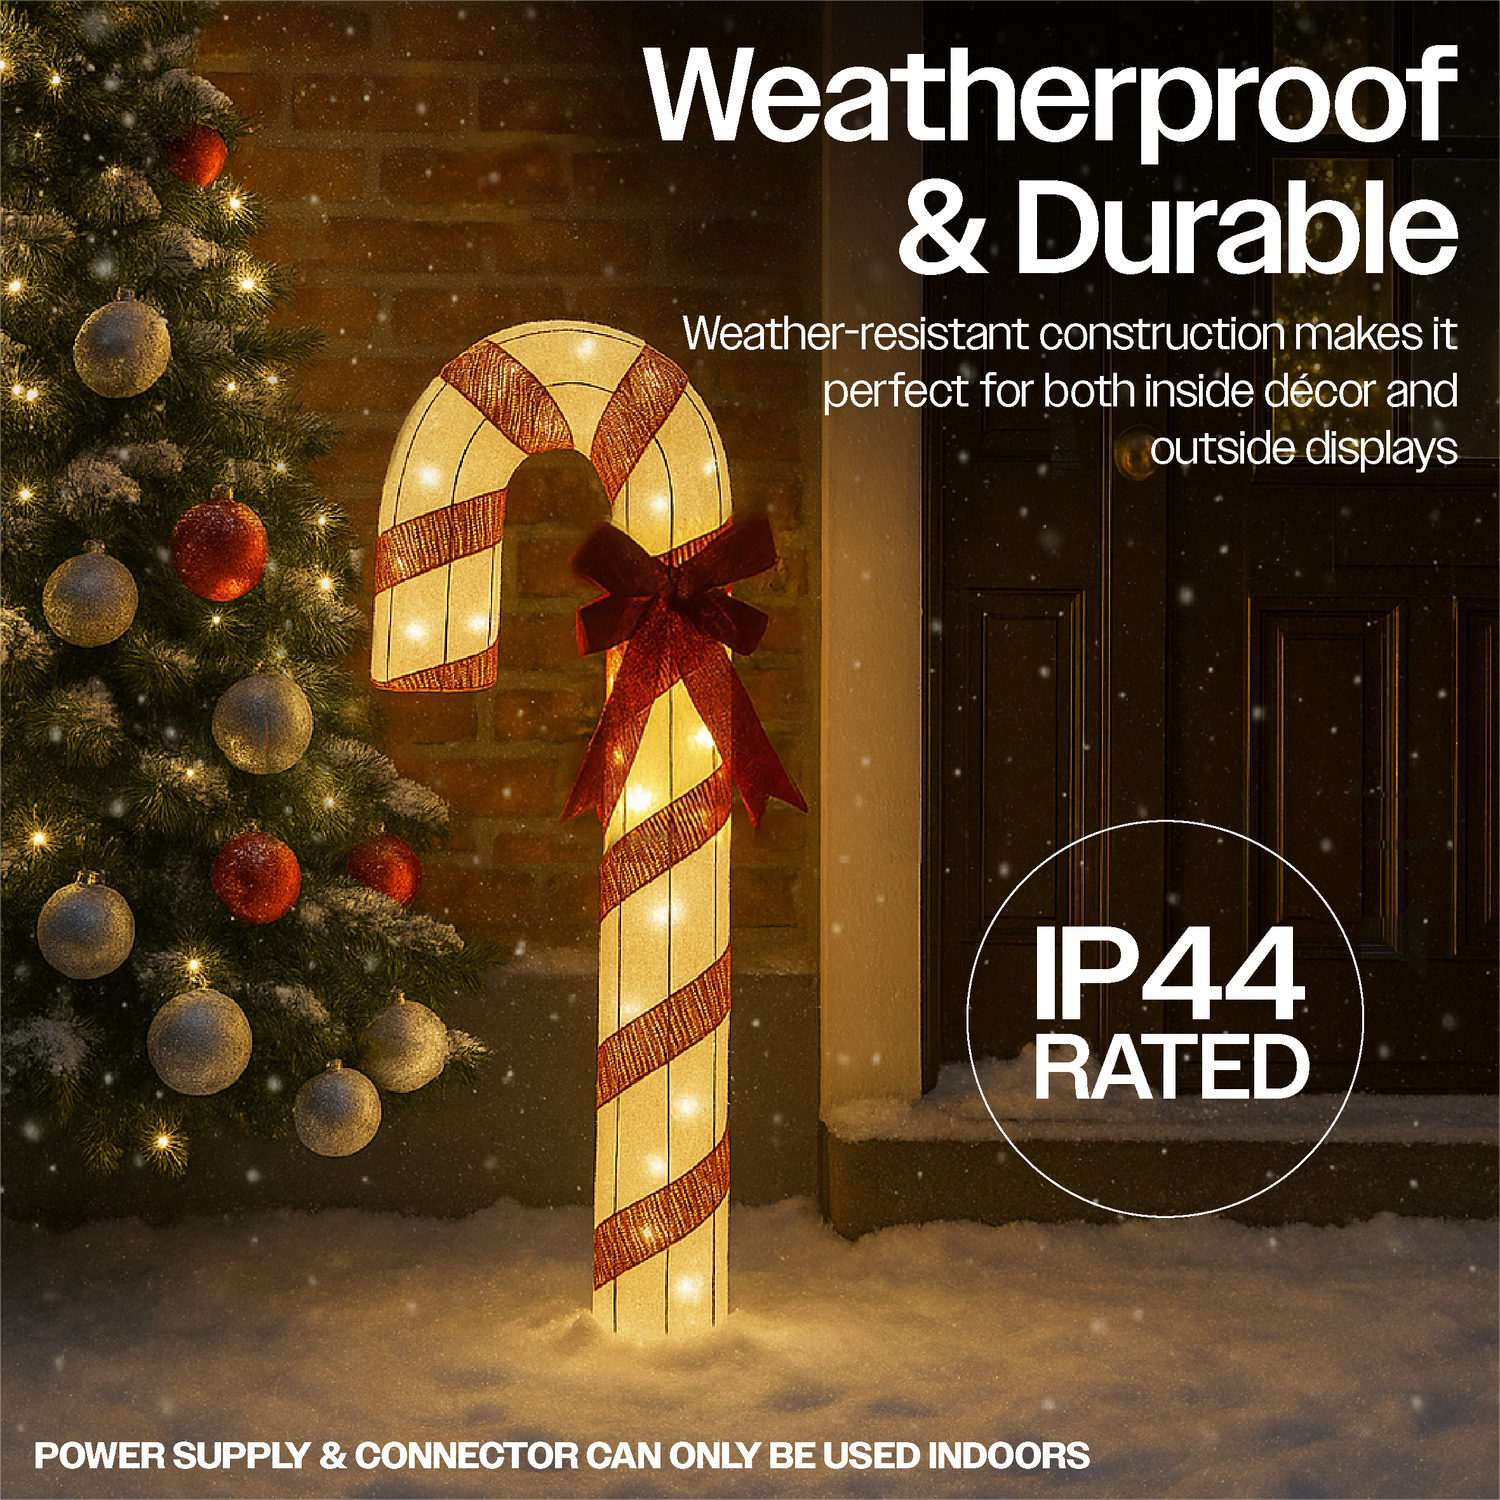 Weatherproof
& Durable
Weather-resistant construction makes it
perfect for both inside décor and
outside displays
IP44
RATED
POWER SUPPLY & CONNECTOR CAN ONLY BE USED INDOORS